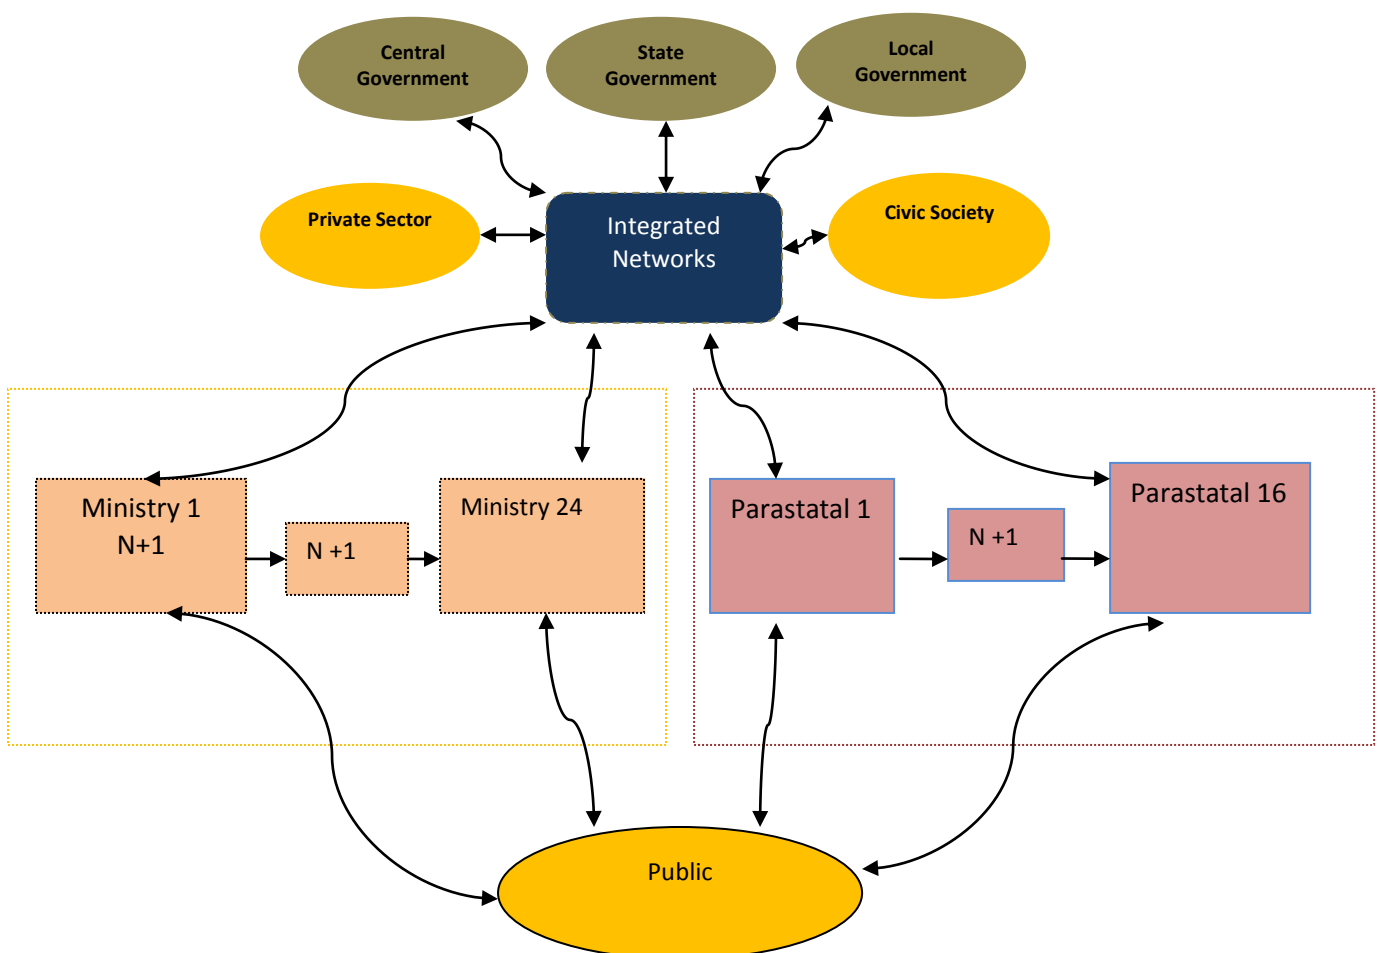 Central
Government
State
Government
Local
Government
Private Sector
Integrated
Networks
Civic Society
Ministry 1
N+1
N +1
Ministry 24
Parastatal 1
N +1
Parastatal 16
Public